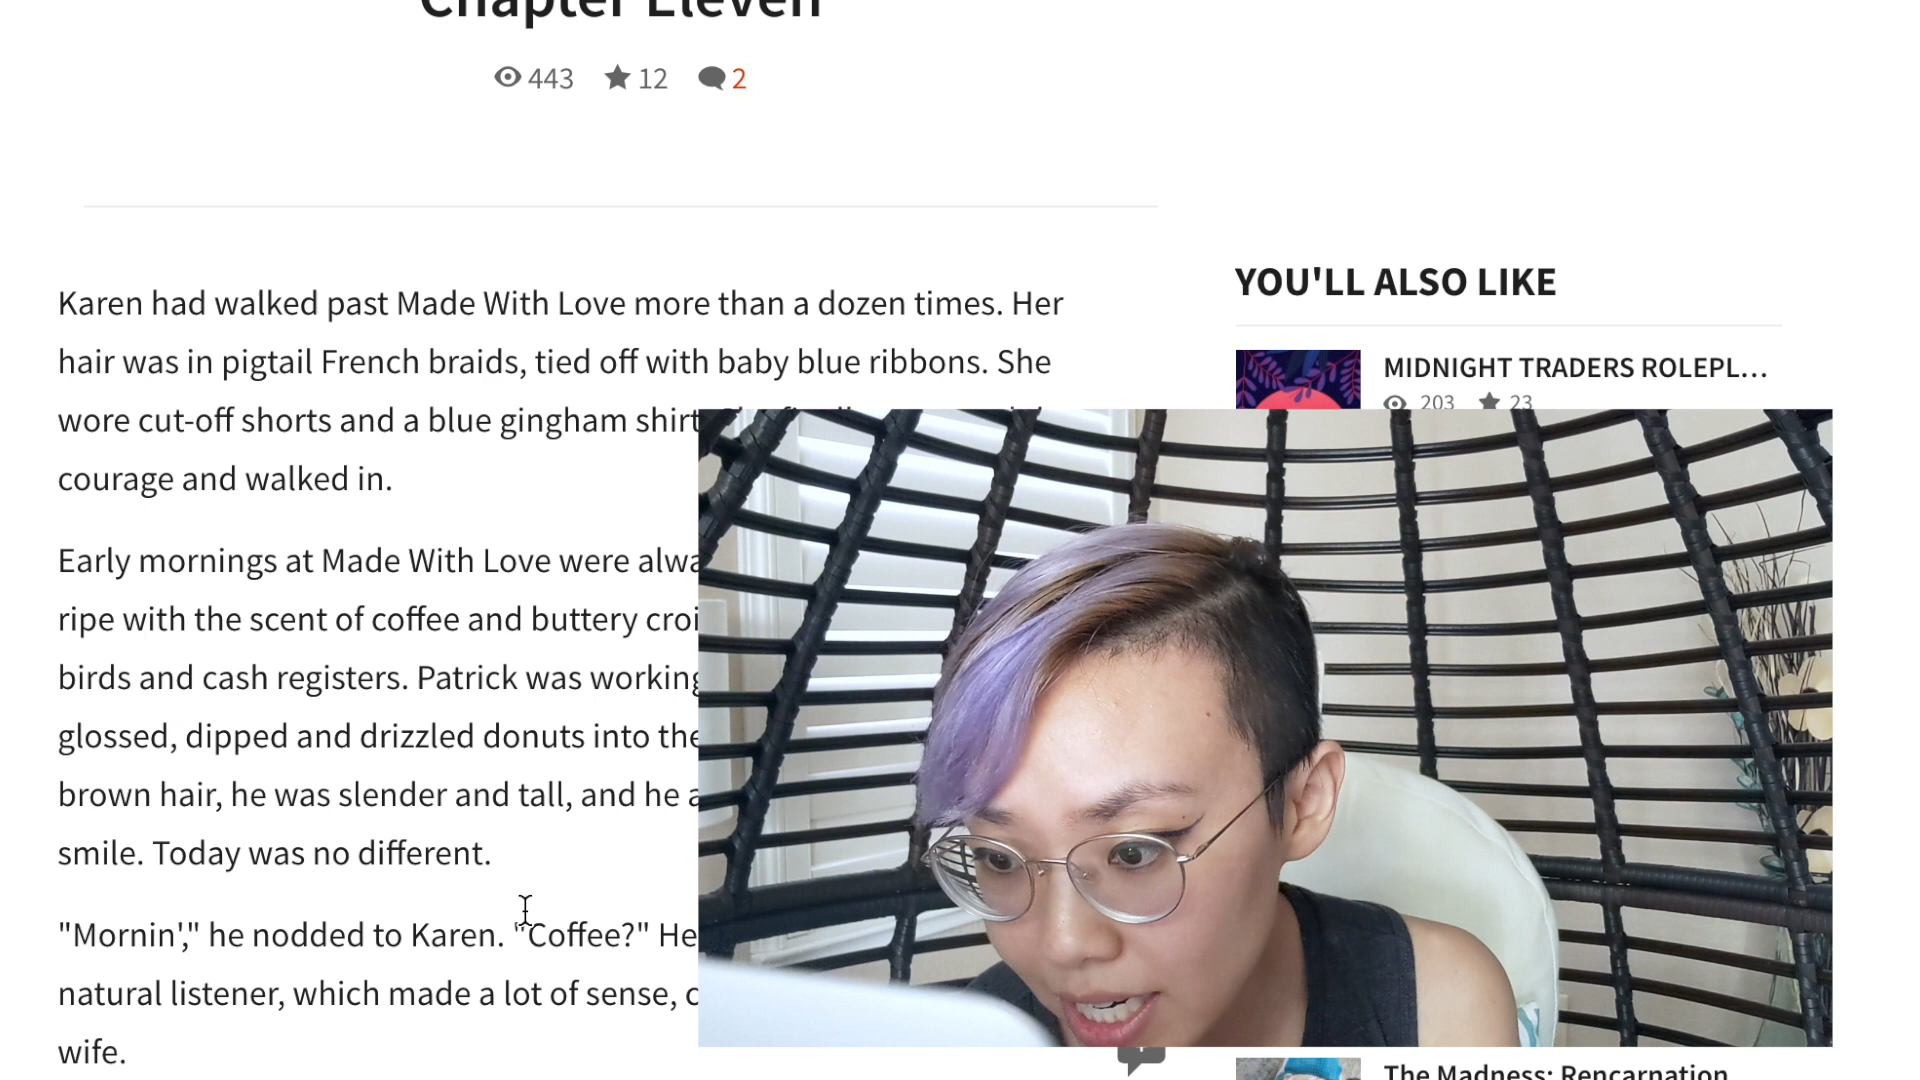 Chapter Eleven
443 12 2
Karen had walked past Made With Love more than a dozen times. Her
hair was in pigtail French braids, tied off with baby blue ribbons. She
wore cut-off shorts and a blue gingham shirt
courage and walked in.
Early mornings at Made With Love were
ripe with the scent of coffee and buttery
birds and cash registers. Patrick was working
glossed, dipped and drizzled donuts into the
brown hair, he was slender and tall, and he
smile. Today was no different.
"Mornin'," he nodded to Karen. "Coffee?" He
natural listener, which made a lot of sense,
wife.
YOU'LL ALSO LIKE
MIDNIGHT TRADERS ROLEPL...
203 23
The Madness: Rencarnation